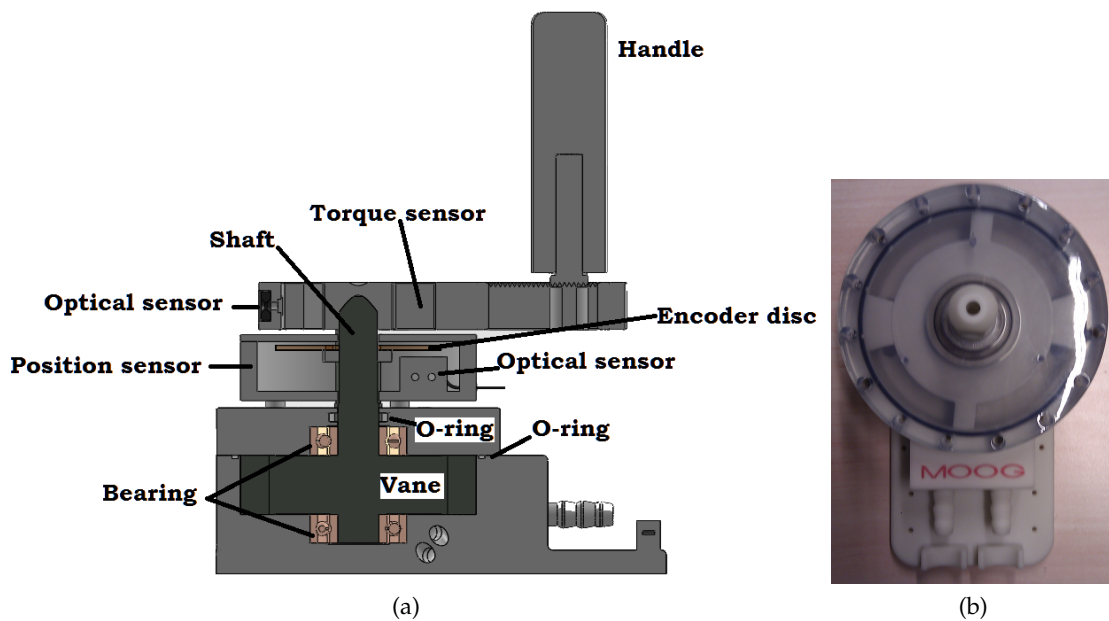 Handle
Torque sensor
Shaft
Optical sensor
Encoder disc
Position sensor
Optical sensor
O-ring
O-ring
Bearing
Vane
MOOG
(a)
(b)